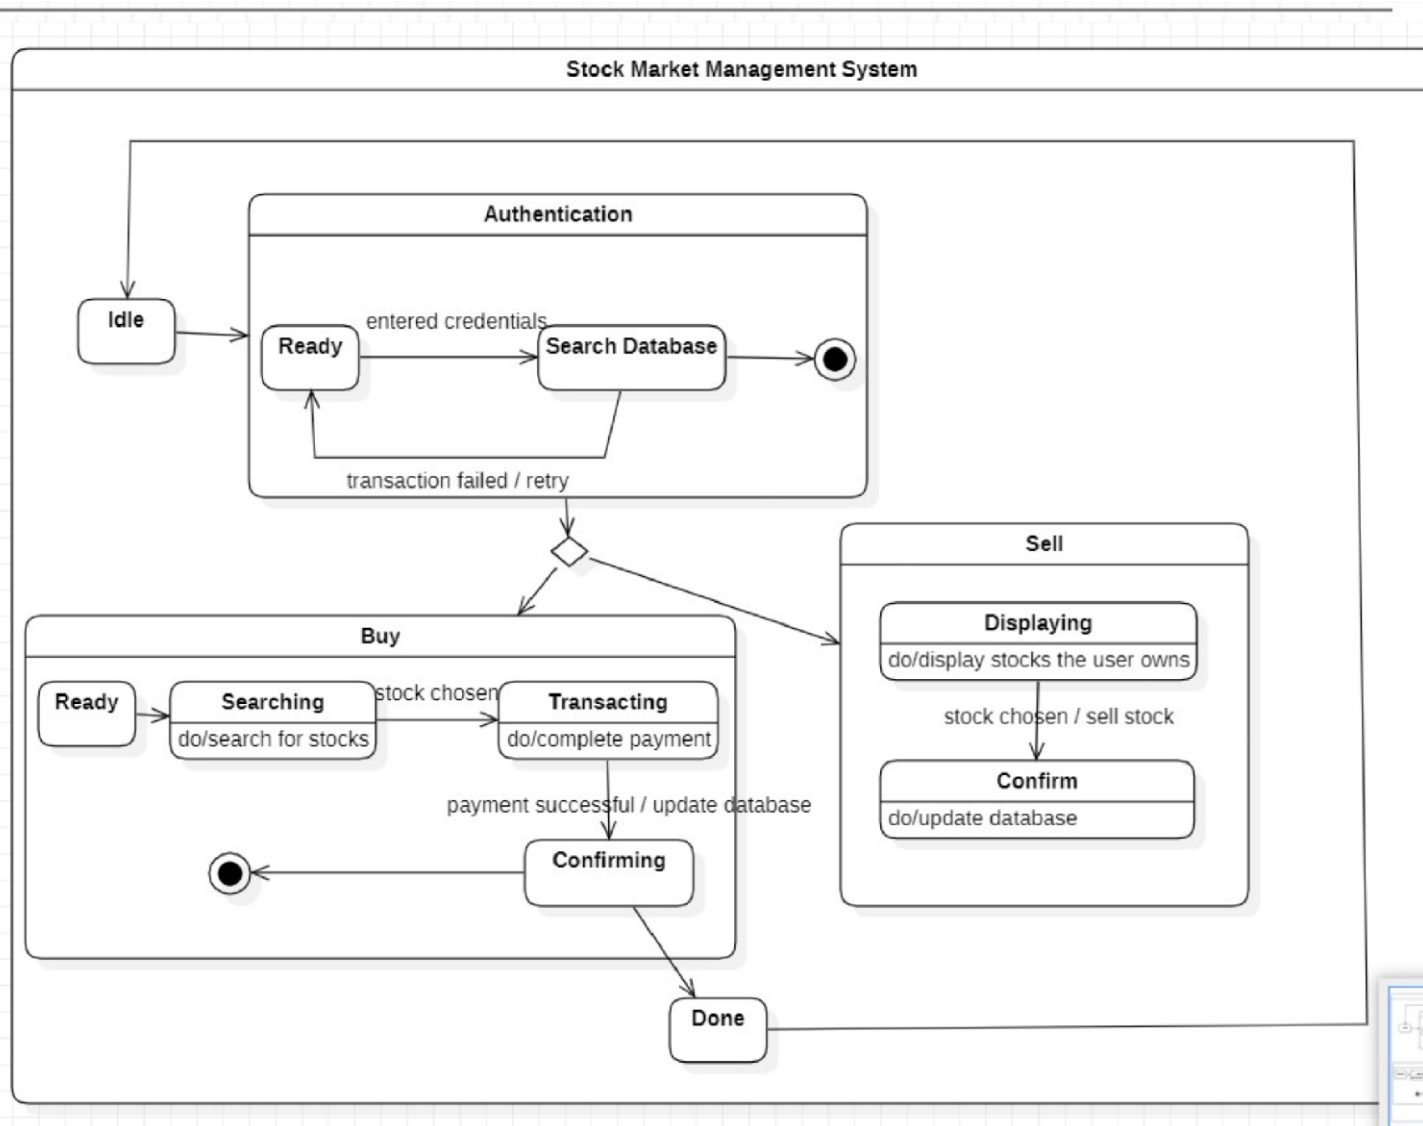 Stock Market Management System
Authentication
Idle
entered credentials
Ready
Search Database
transaction failed / retry
Sell
Displaying
do/display stocks the user owns
stock chosen / sell stock
Confirm
do/update database
Buy
Ready
Searching
do/search for stocks
stock chosen
Transacting
do/complete payment
payment successful / update database
Confirming
Done